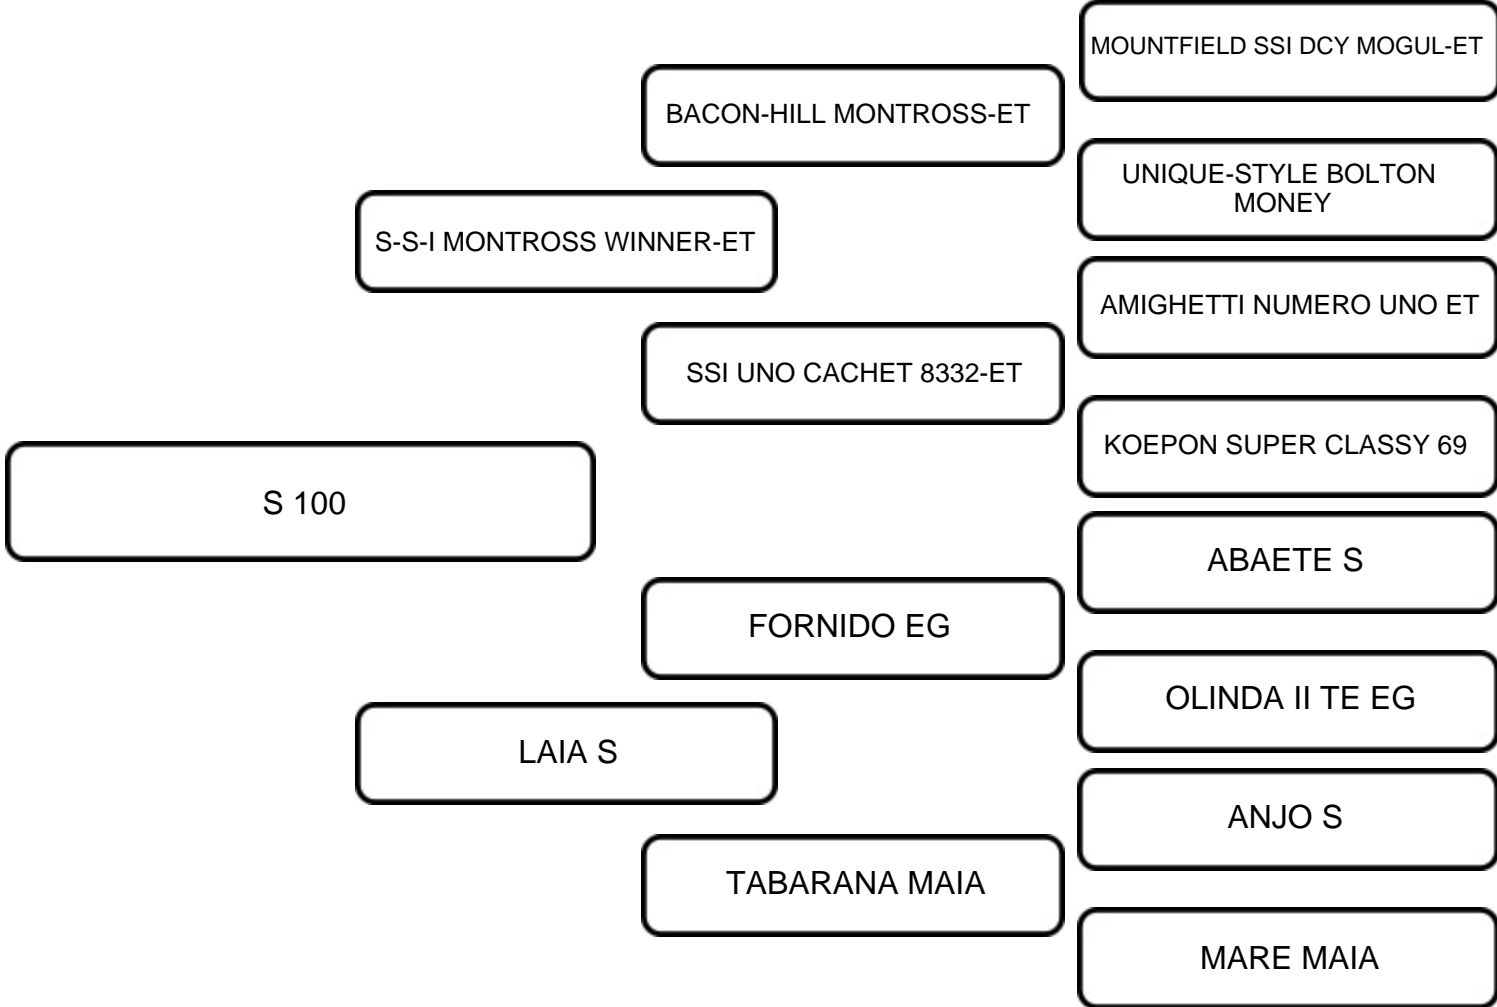 MOUNTFIELD SSI DCY MOGUL-ET
BACON-HILL MONTROSS-ET
UNIQUE-STYLE BOLTON
MONEY
S-S-I MONTROSS WINNER-ET
AMIGHETTI NUMERO UNO ET
SSI UNO CACHET 8332-ET
KOEPON SUPER CLASSY 69
S 100
ABAETE S
FORNIDO EG
OLINDA II TE EG
LAIA S
ANJO S
TABARANA MAIA
MARE MAIA